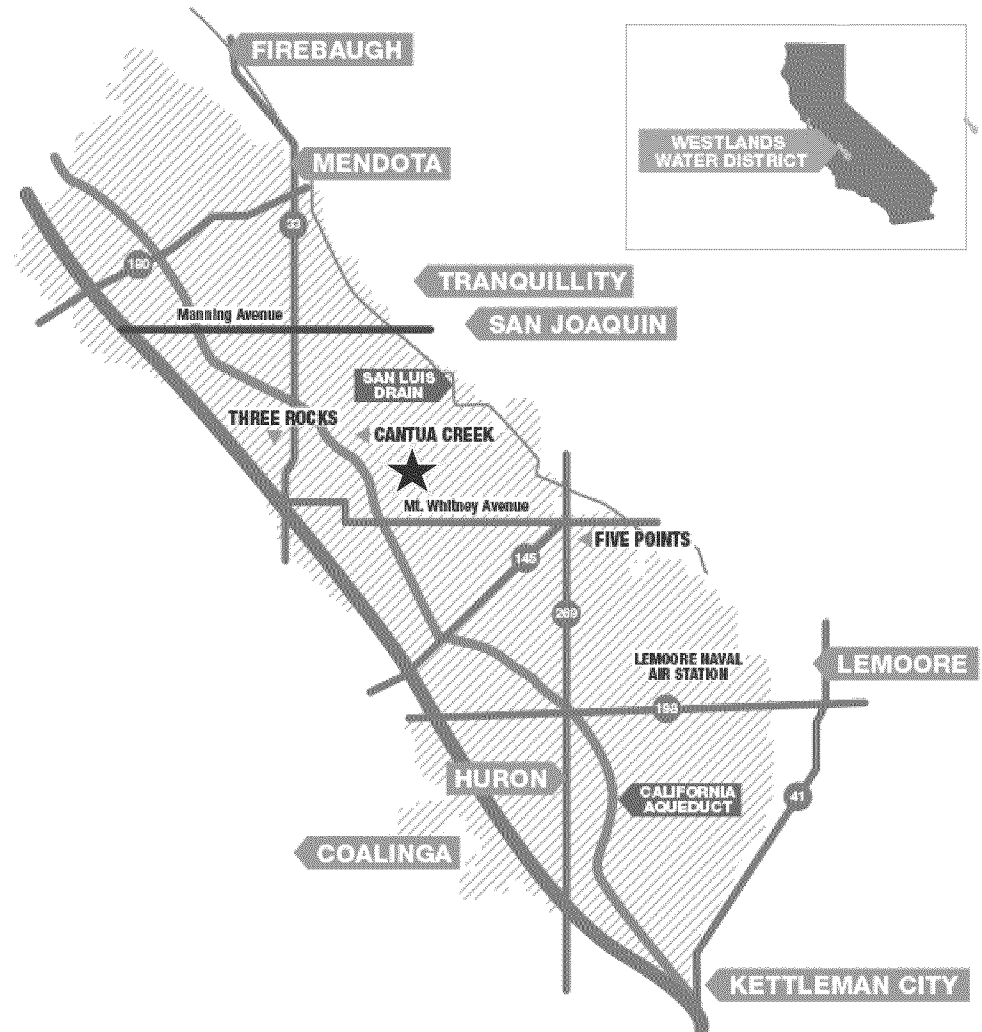 FIREBAUGH
WESTLANDS
WATER DISTRICT
MENDOTA
33
180
TRANQUILLITY
Manning Avenue
SAN JOAQUIN
SAN LUIS
DRAIN
THREE ROCKS
CANTUA CREEK
Mt. Whitney Avenue
FIVE POINTS
145
269
LEMOORE NAVAL
AIR STATION
LEMOORE
198
HURON
CALIFORNIA
AQUEDUCT
41
COALINGA
KETTLEMAN CITY